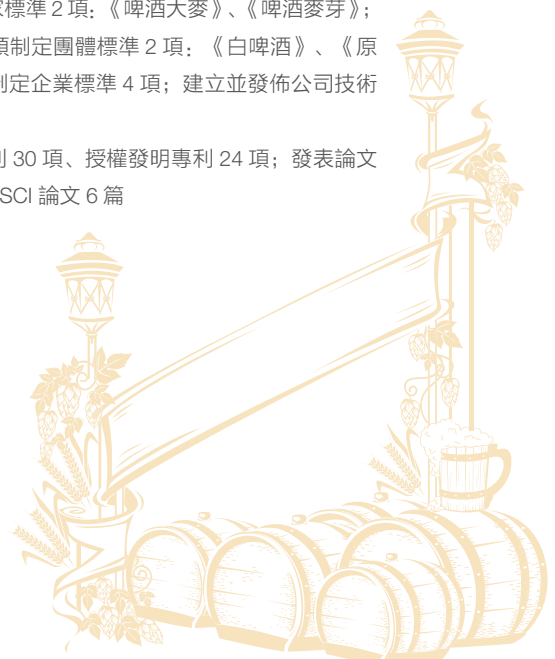 家標準 2 項：《啤酒大麥》、《啤酒麥芽》；
頭制定團體標準 2 項：《白啤酒》、《原
制定企業標準 4 項；建立並發佈公司技術
利 30 項、授權發明專利 24 項；發表論文
SCI 論文 6 篇